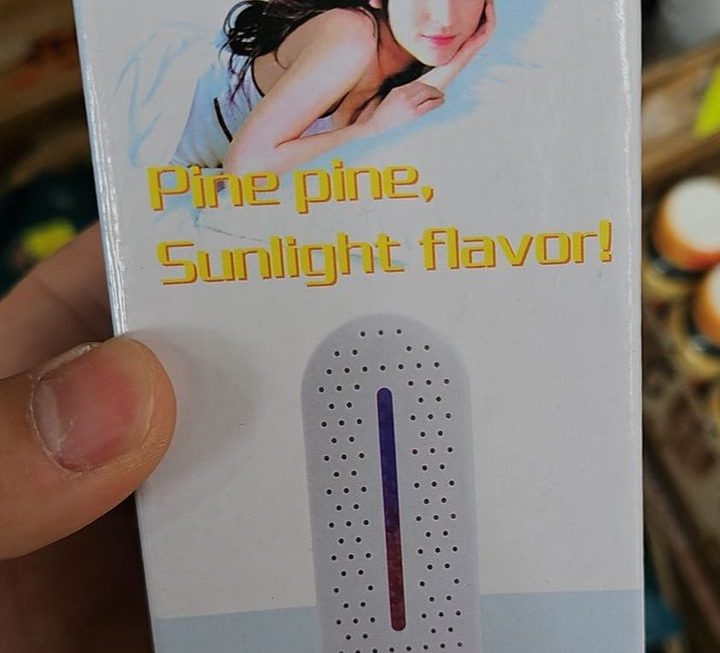 Pine pine,
Sunlight flavor!